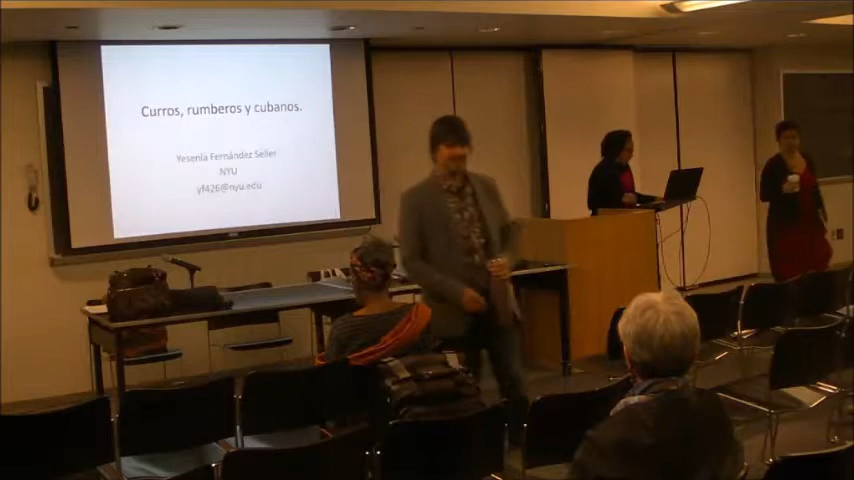 Curros, rumberos y cubanos.
Yesenia Fernández Selier
NYU
yf426@nyu.edu